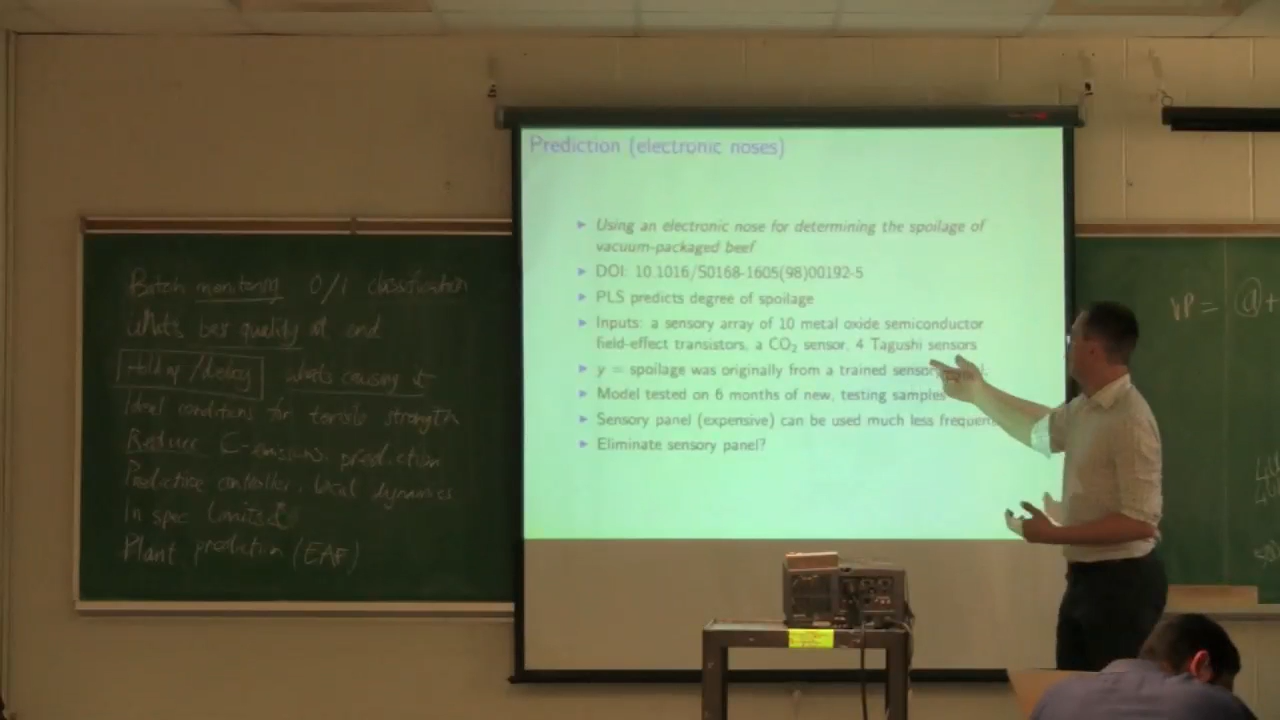 Prediction (electronic noses)
Using an electronic nose for determining the spoilage of
vacuum-packaged beef
DOI: 10.1016/S0168-1605(98)00192-5
PLS predicts degree of spoilage
Inputs: a sensory array of 10 metal oxide semiconductor
field-effect transistors, a CO₂ sensor, 4 Tagushi sensors
y = spoilage was originally from a trained sensory
Model tested on 6 months of new, testing samples
Sensory panel (expensive) can be used much less frequen
Eliminate sensory panel?
Batch monitoring 0/1 classification
What's best quality at end
what's causing it
Ideal conditions for tensile strength
Reduce C-emissions: prediction
Predictive controller, local dynamics
In spec limits
Plant prediction (EAF)